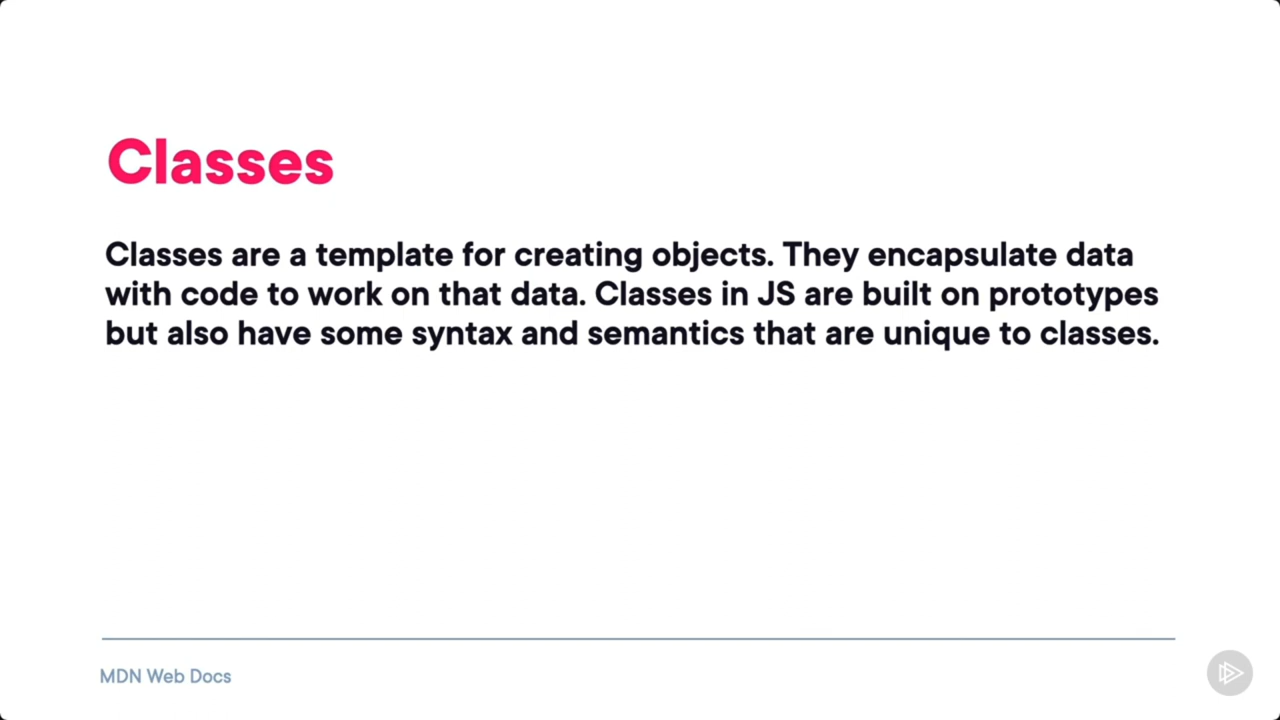 Classes
Classes are a template for creating objects. They encapsulate data
with code to work on that data. Classes in JS are built on prototypes
but also have some syntax and semantics that are unique to classes.
MDN Web Docs